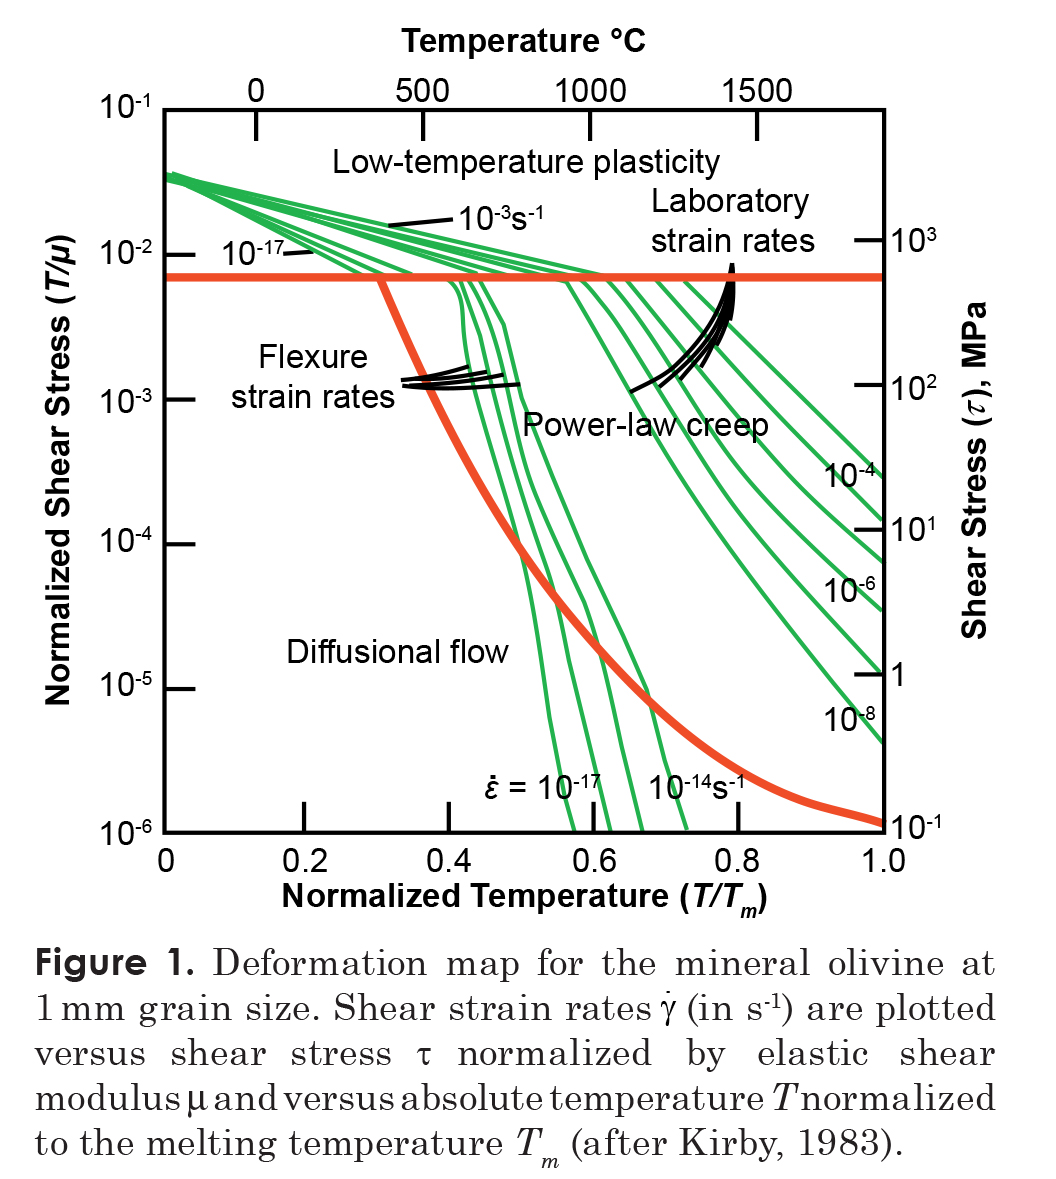 Temperature °C
0 500 1000 1500
10-1
Low-temperature plasticity
Laboratory
strain rates
10-3s-1
10-17
10-2
103
Flexure
strain rates
10-3
102
Power-law creep
10-4
10-4
101
10-6
Diffusional flow
10-5
1
10-8
ε̇ = 10-17
10-14s-1
10-6
10-1
0 0.2 0.4 0.6 0.8 1.0
Normalized Temperature (T/Tm)
Normalized Shear Stress (T/μ)
Shear Stress (τ), MPa
Figure 1. Deformation map for the mineral olivine at
1 mm grain size. Shear strain rates γ̇ (in s-1) are plotted
versus shear stress τ normalized by elastic shear
modulus μ and versus absolute temperature T normalized
to the melting temperature Tm (after Kirby, 1983).